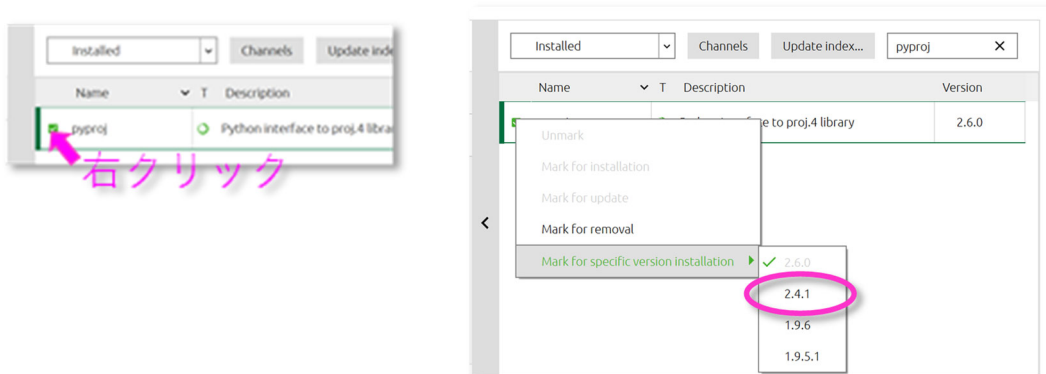 Installed
Channels
Update inde
Name T Description
pyproj Python interface to proj.4 libra
右クリック
Installed
Channels
Update index...
pyproj
Name T Description Version
to proj.4 library 2.6.0
Unmark
Mark for installation
Mark for update
Mark for removal
Mark for specific version installation
2.6.0
2.4.1
1.9.6
1.9.5.1